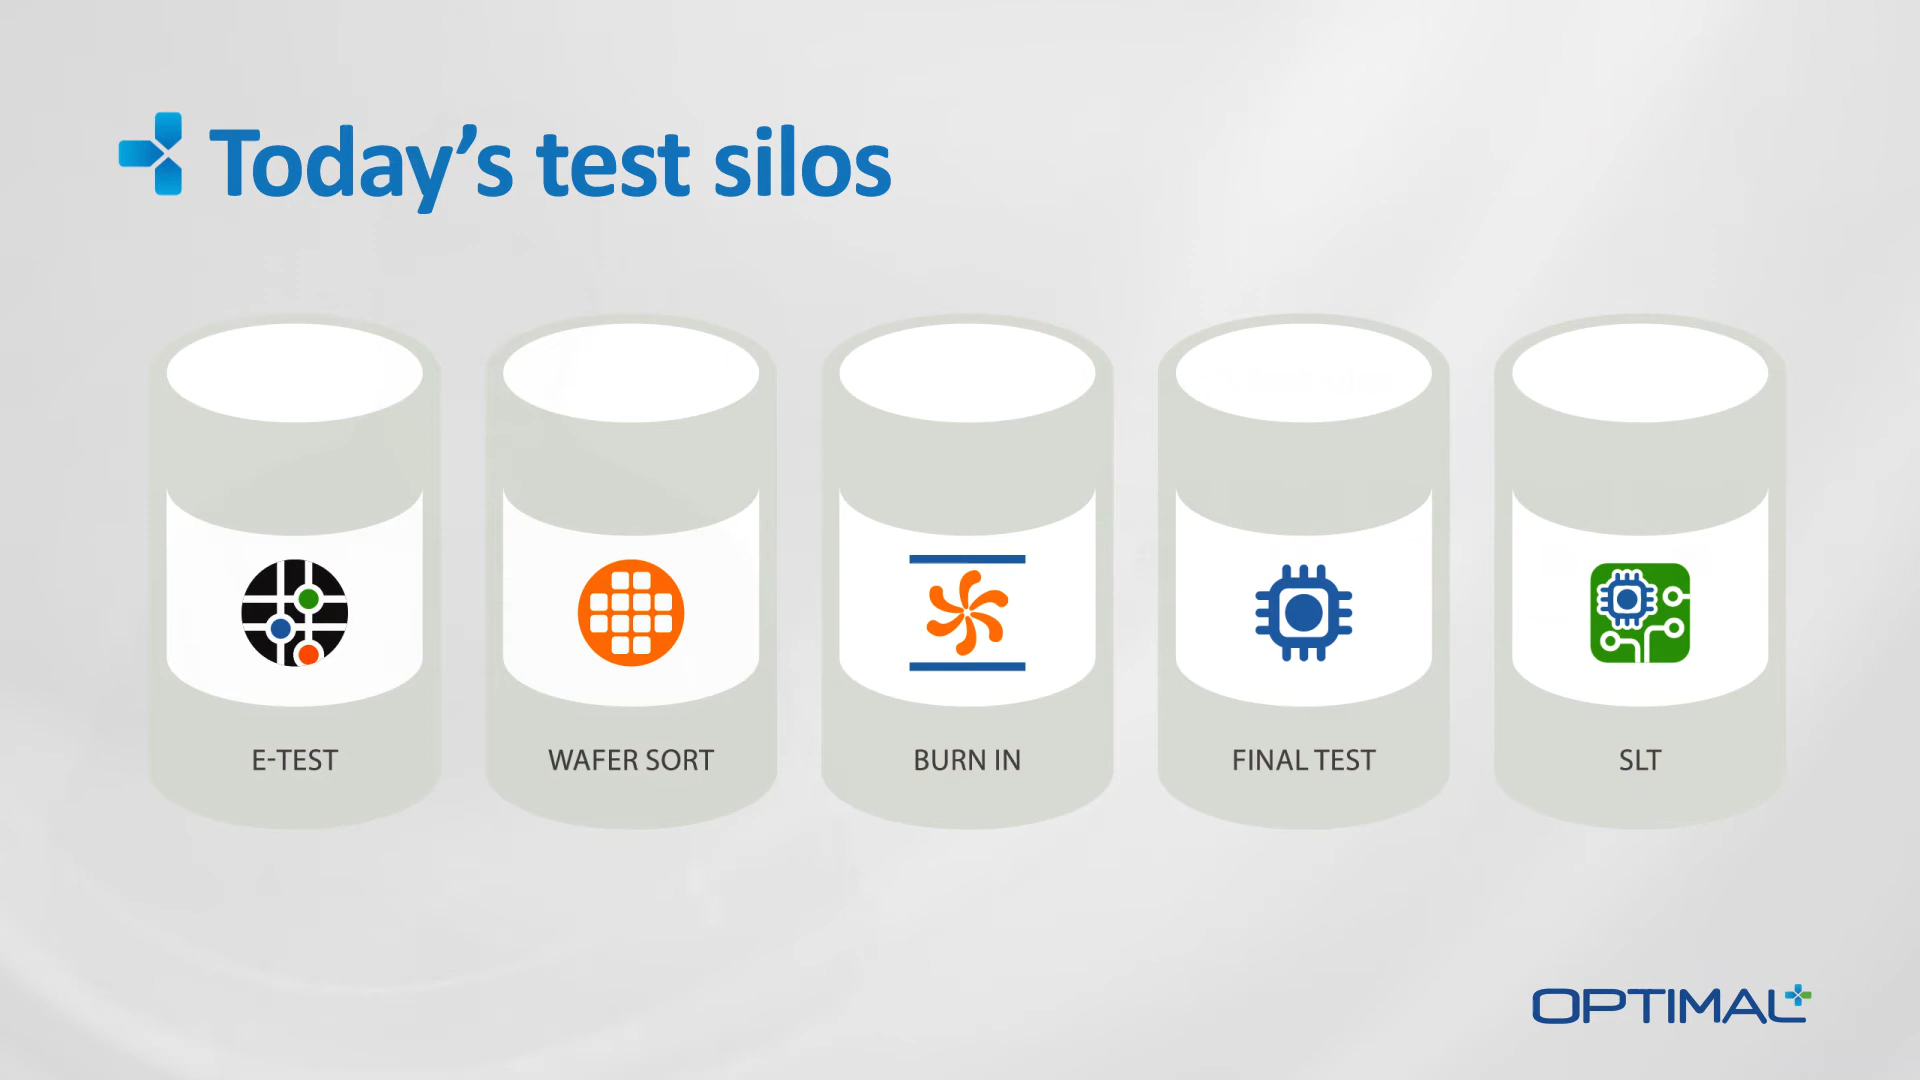 Today’s test silos
E-TEST
WAFER SORT
BURN IN
FINAL TEST
SLT
OPTIMAL+